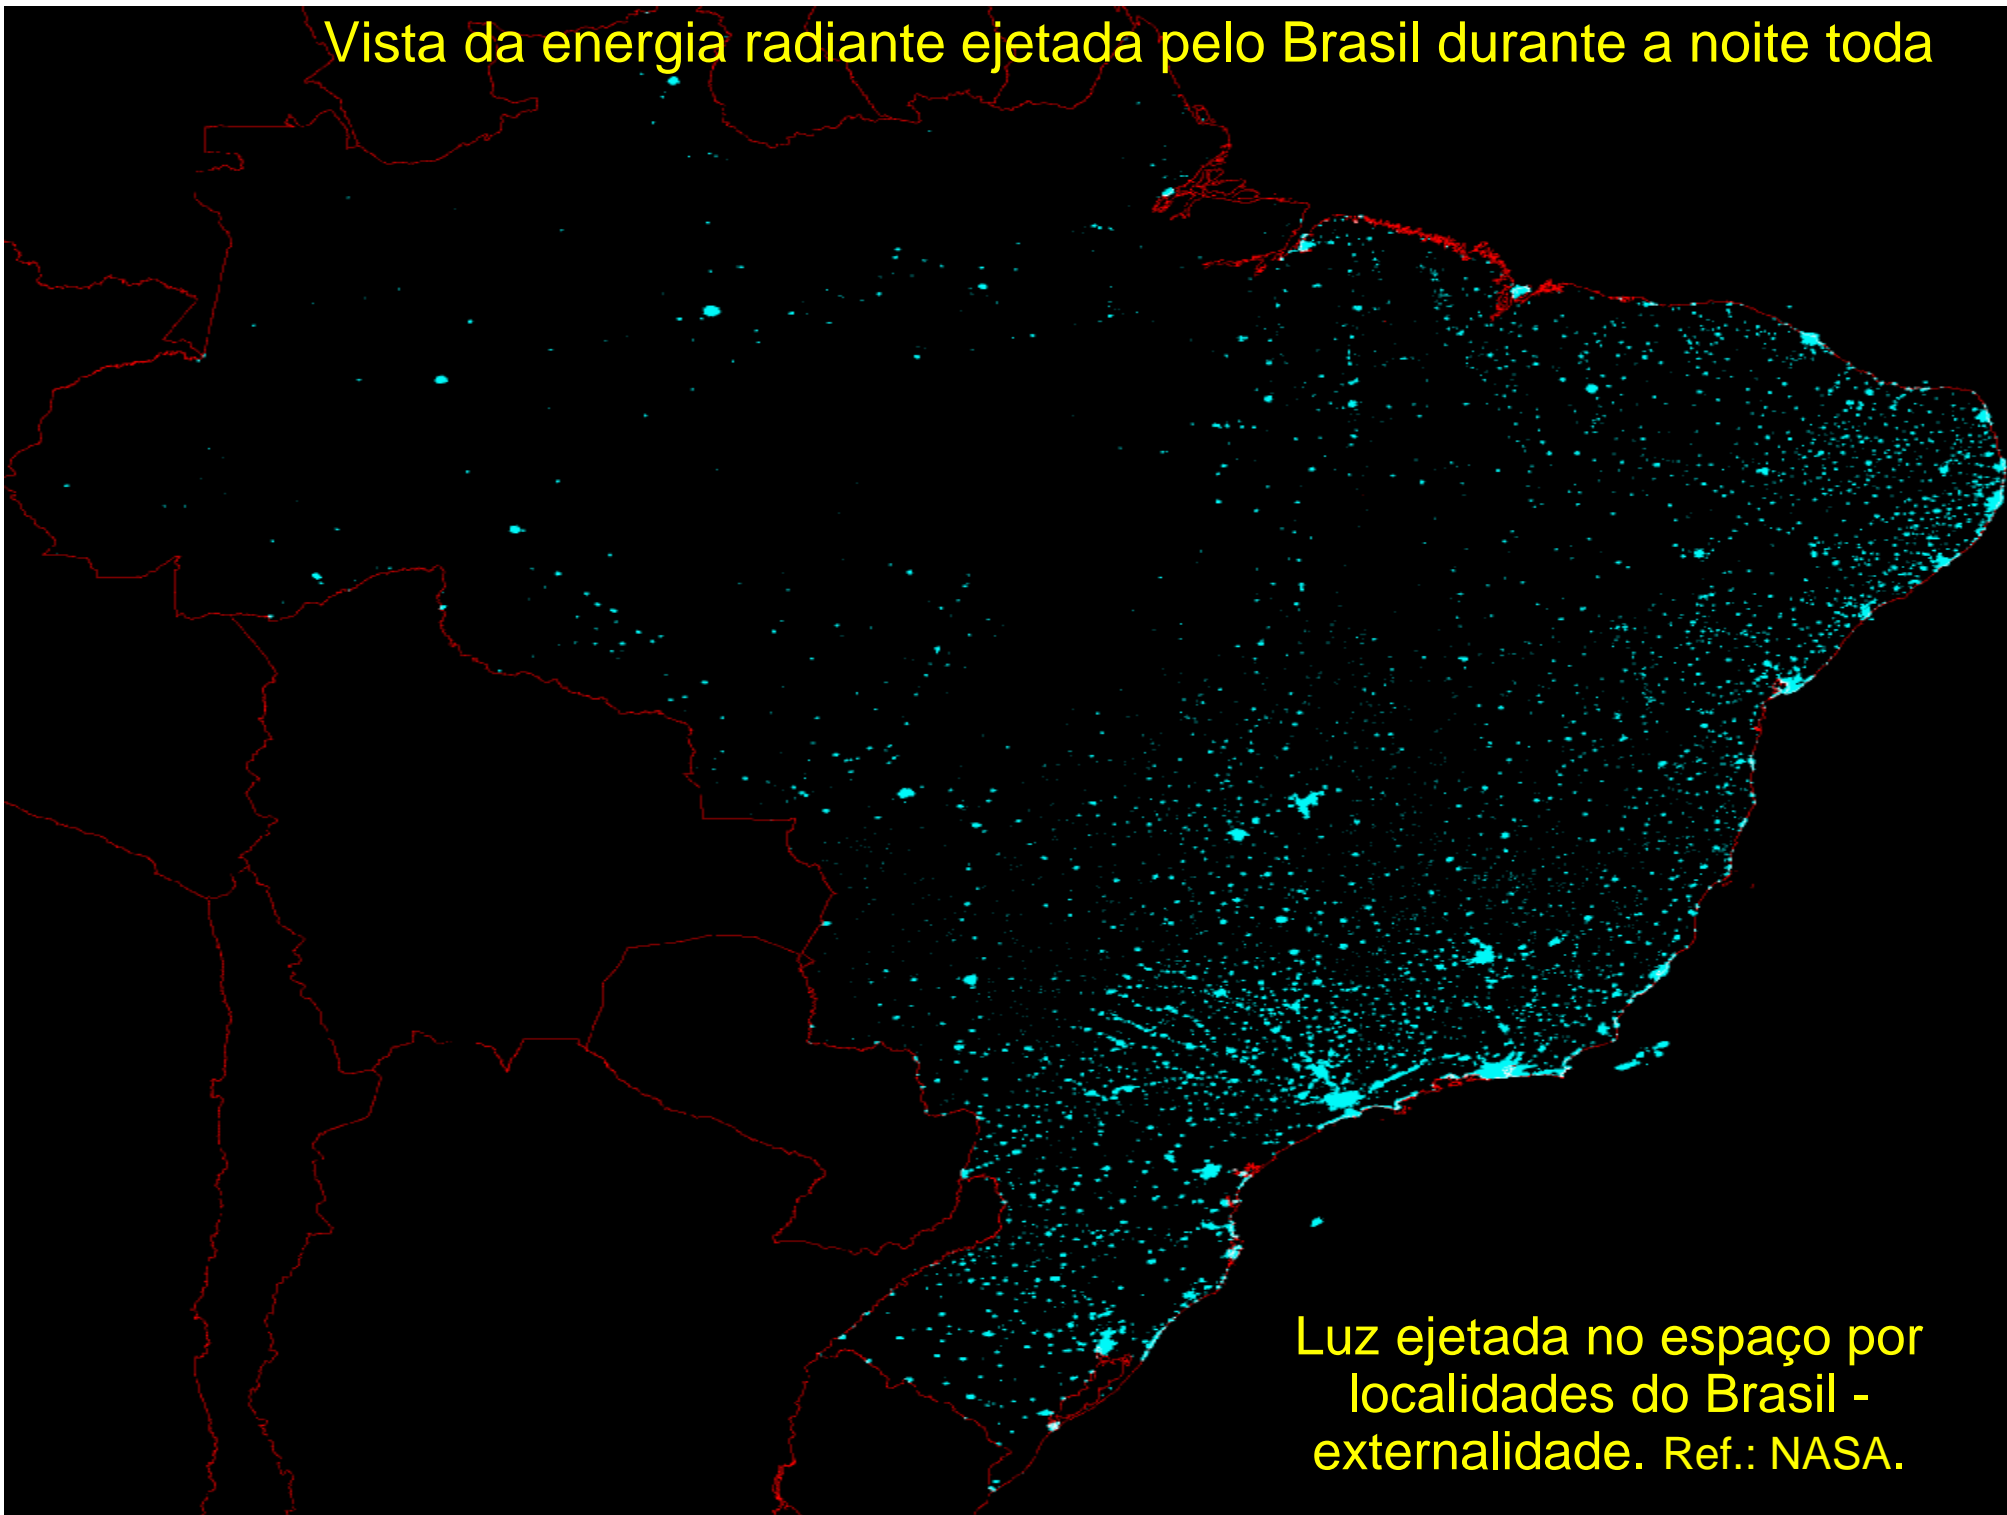 Vista da energia radiante ejetada pelo Brasil durante a noite toda
Luz ejetada no espaço por
localidades do Brasil -
externalidade. Ref.: NASA.